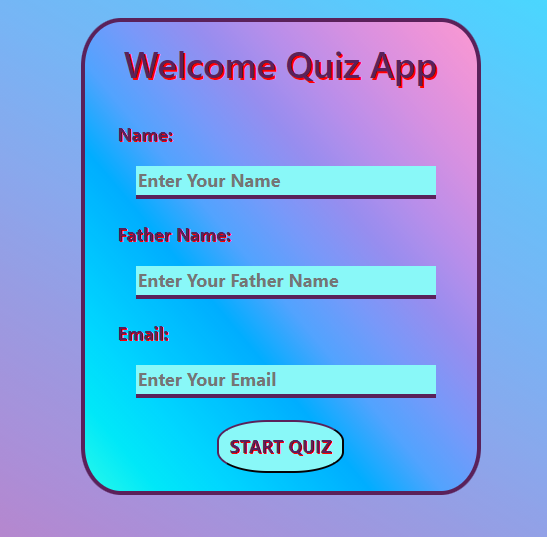 Welcome Quiz App
Name:
Enter Your Name
Father Name:
Enter Your Father Name
Email:
Enter Your Email
START QUIZ